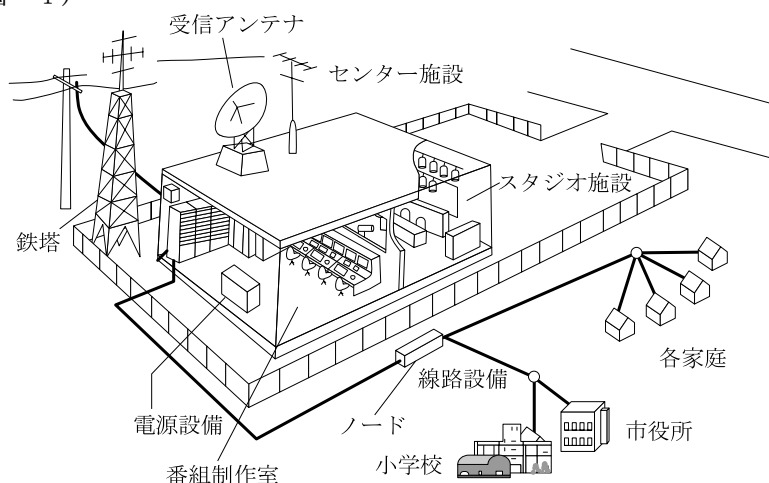 受信アンテナ
センター施設
スタジオ施設
鉄塔
各家庭
線路設備
電源設備
ノード
市役所
小学校
番組制作室